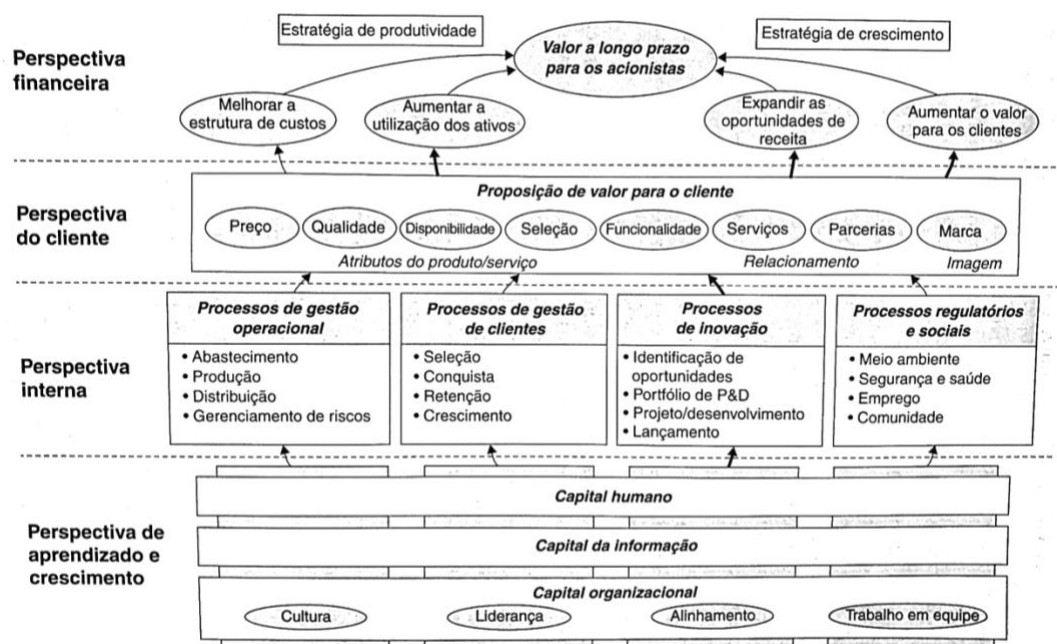 Estratégia de produtividade
Estratégia de crescimento
Perspectiva
financeira
Valor a longo prazo
para os acionistas
Melhorar a
estrutura de custos
Aumentar a
utilização dos ativos
Expandir as
oportunidades de
receita
Aumentar o valor
para os clientes
Perspectiva
do cliente
Proposição de valor para o cliente
Preço
Qualidade
Disponibilidade
Seleção
Funcionalidade
Serviços
Parcerias
Marca
Atributos do produto/serviço
Relacionamento
Imagem
Perspectiva
interna
Processos de gestão
operacional
• Abastecimento
• Produção
• Distribuição
• Gerenciamento de riscos
Processos de gestão
de clientes
• Seleção
• Conquista
• Retenção
• Crescimento
Processos
de inovação
• Identificação de
oportunidades
• Portfólio de P&D
• Projeto/desenvolvimento
• Lançamento
Processos regulatórios
e sociais
• Meio ambiente
• Segurança e saúde
• Emprego
• Comunidade
Perspectiva de
aprendizado e
crescimento
Capital humano
Capital da informação
Capital organizacional
Cultura
Liderança
Alinhamento
Trabalho em equipe